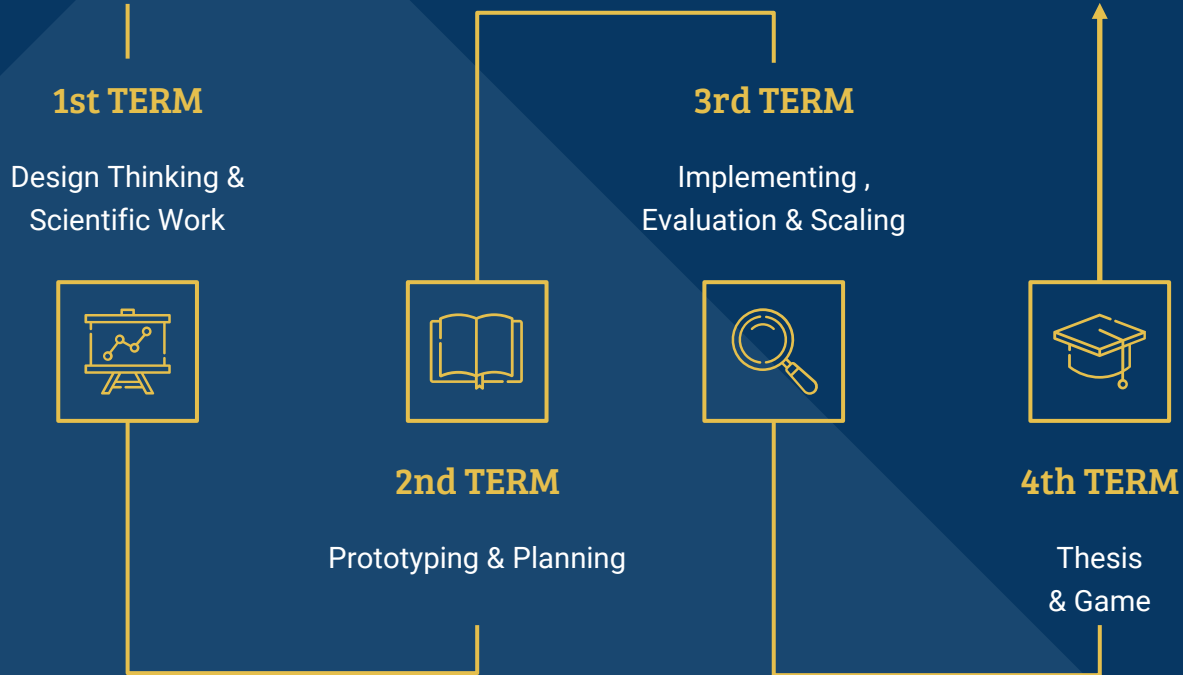 1st TERM
Design Thinking &
Scientific Work
2nd TERM
Prototyping & Planning
3rd TERM
Implementing ,
Evaluation & Scaling
4th TERM
Thesis
& Game